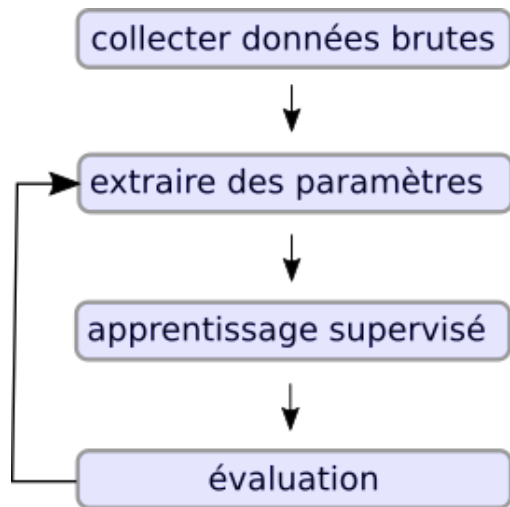 collecter données brutes
extraire des paramètres
apprentissage supervisé
évaluation